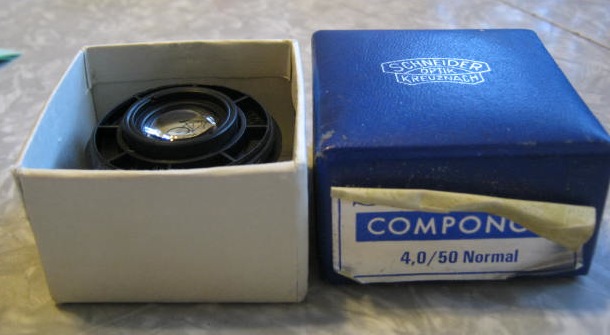 SCHNEIDER
OPTIK
KREUZNACH
COMPONO
4,0/50 Normal